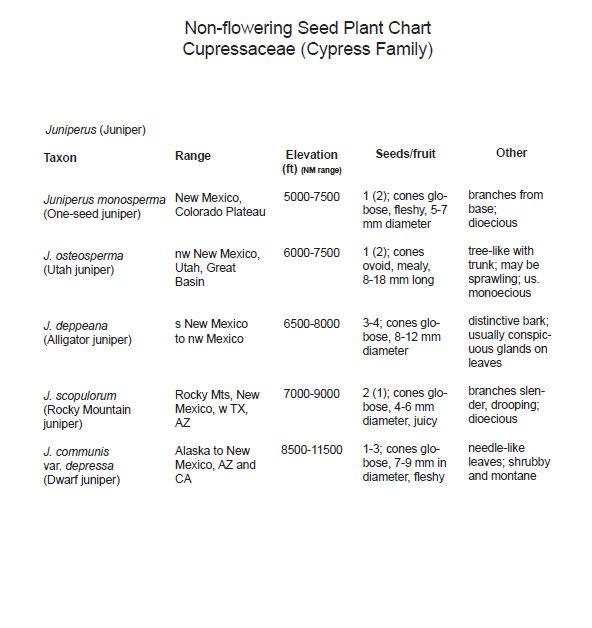 Non-flowering Seed Plant Chart
Cupressaceae (Cypress Family)
Juniperus (Juniper)
Taxon
Range
Elevation
(ft) (NM range)
Seeds/fruit
Other
Juniperus monosperma
(One-seed juniper)
New Mexico,
Colorado Plateau
5000-7500
1 (2); cones glo-
bose, fleshy, 5-7
mm diameter
branches from
base;
dioecious
J. osteosperma
(Utah juniper)
nw New Mexico,
Utah, Great
Basin
6000-7500
1 (2); cones
ovoid, mealy,
8-18 mm long
tree-like with
trunk; may be
sprawling; us.
monoecious
J. deppeana
(Alligator juniper)
s New Mexico
to nw Mexico
6500-8000
3-4; cones glo-
bose, 8-12 mm
diameter
distinctive bark;
usually conspic-
uous glands on
leaves
J. scopulorum
(Rocky Mountain
juniper)
Rocky Mts, New
Mexico, w TX,
AZ
7000-9000
2 (1); cones glo-
bose, 4-6 mm
diameter, juicy
branches slen-
der, drooping;
dioecious
J. communis
var. depressa
(Dwarf juniper)
Alaska to New
Mexico, AZ and
CA
8500-11500
1-3; cones glo-
bose, 7-9 mm in
diameter, fleshy
needle-like
leaves; shrubby
and montane